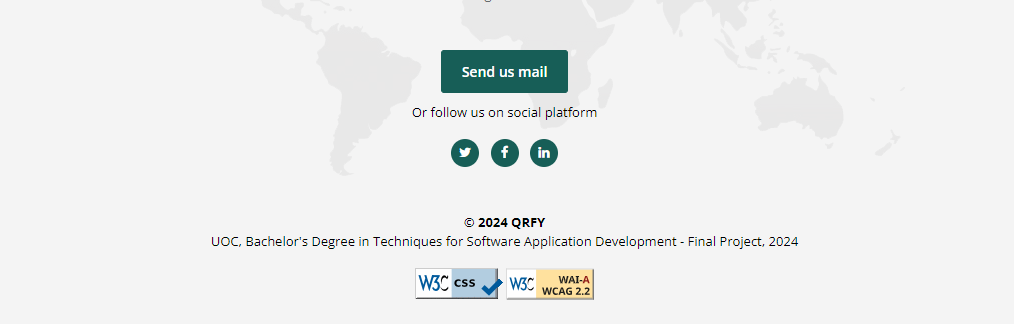 Send us mail
Or follow us on social platform
© 2024 QRFY
UOC, Bachelor's Degree in Techniques for Software Application Development - Final Project, 2024
W3C css
W3C WAI-A
WCAG 2.2